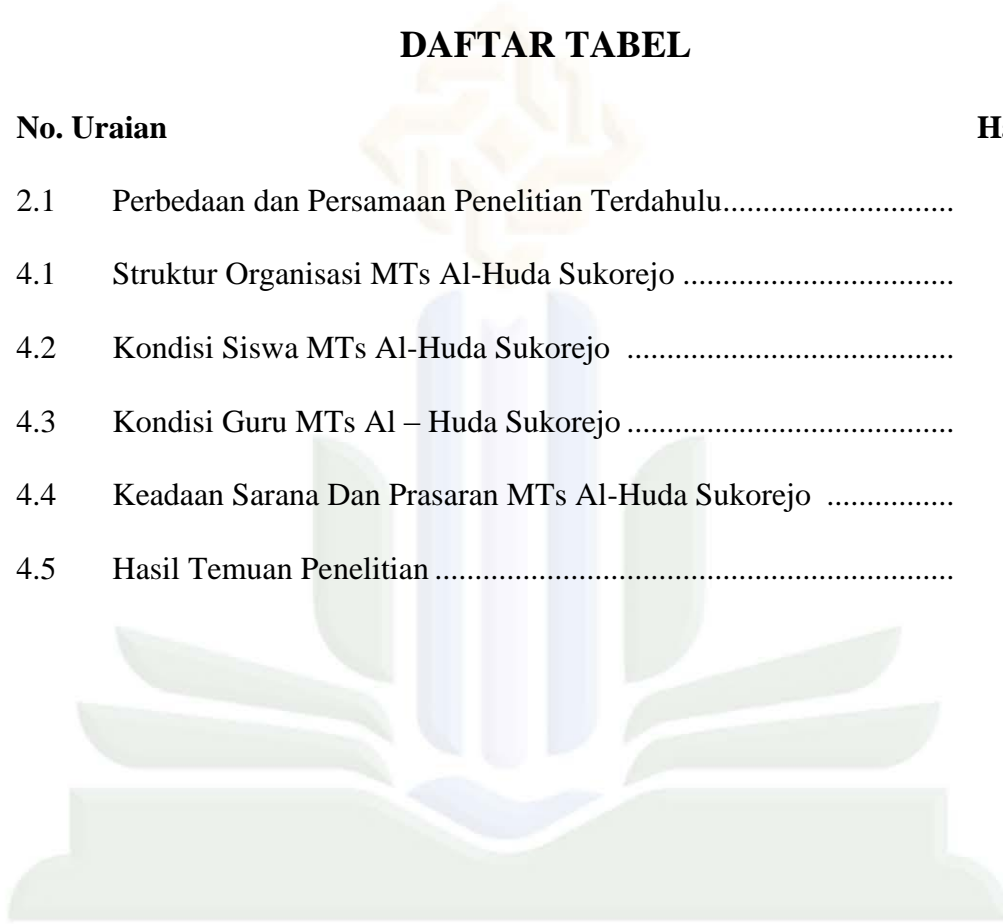 DAFTAR TABEL
No. Uraian
2.1 Perbedaan dan Persamaan Penelitian Terdahulu...........................
4.1 Struktur Organisasi MTs Al-Huda Sukorejo ..................................
4.2 Kondisi Siswa MTs Al-Huda Sukorejo .........................................
4.3 Kondisi Guru MTs Al – Huda Sukorejo .........................................
4.4 Keadaan Sarana Dan Prasaran MTs Al-Huda Sukorejo ................
4.5 Hasil Temuan Penelitian .................................................................